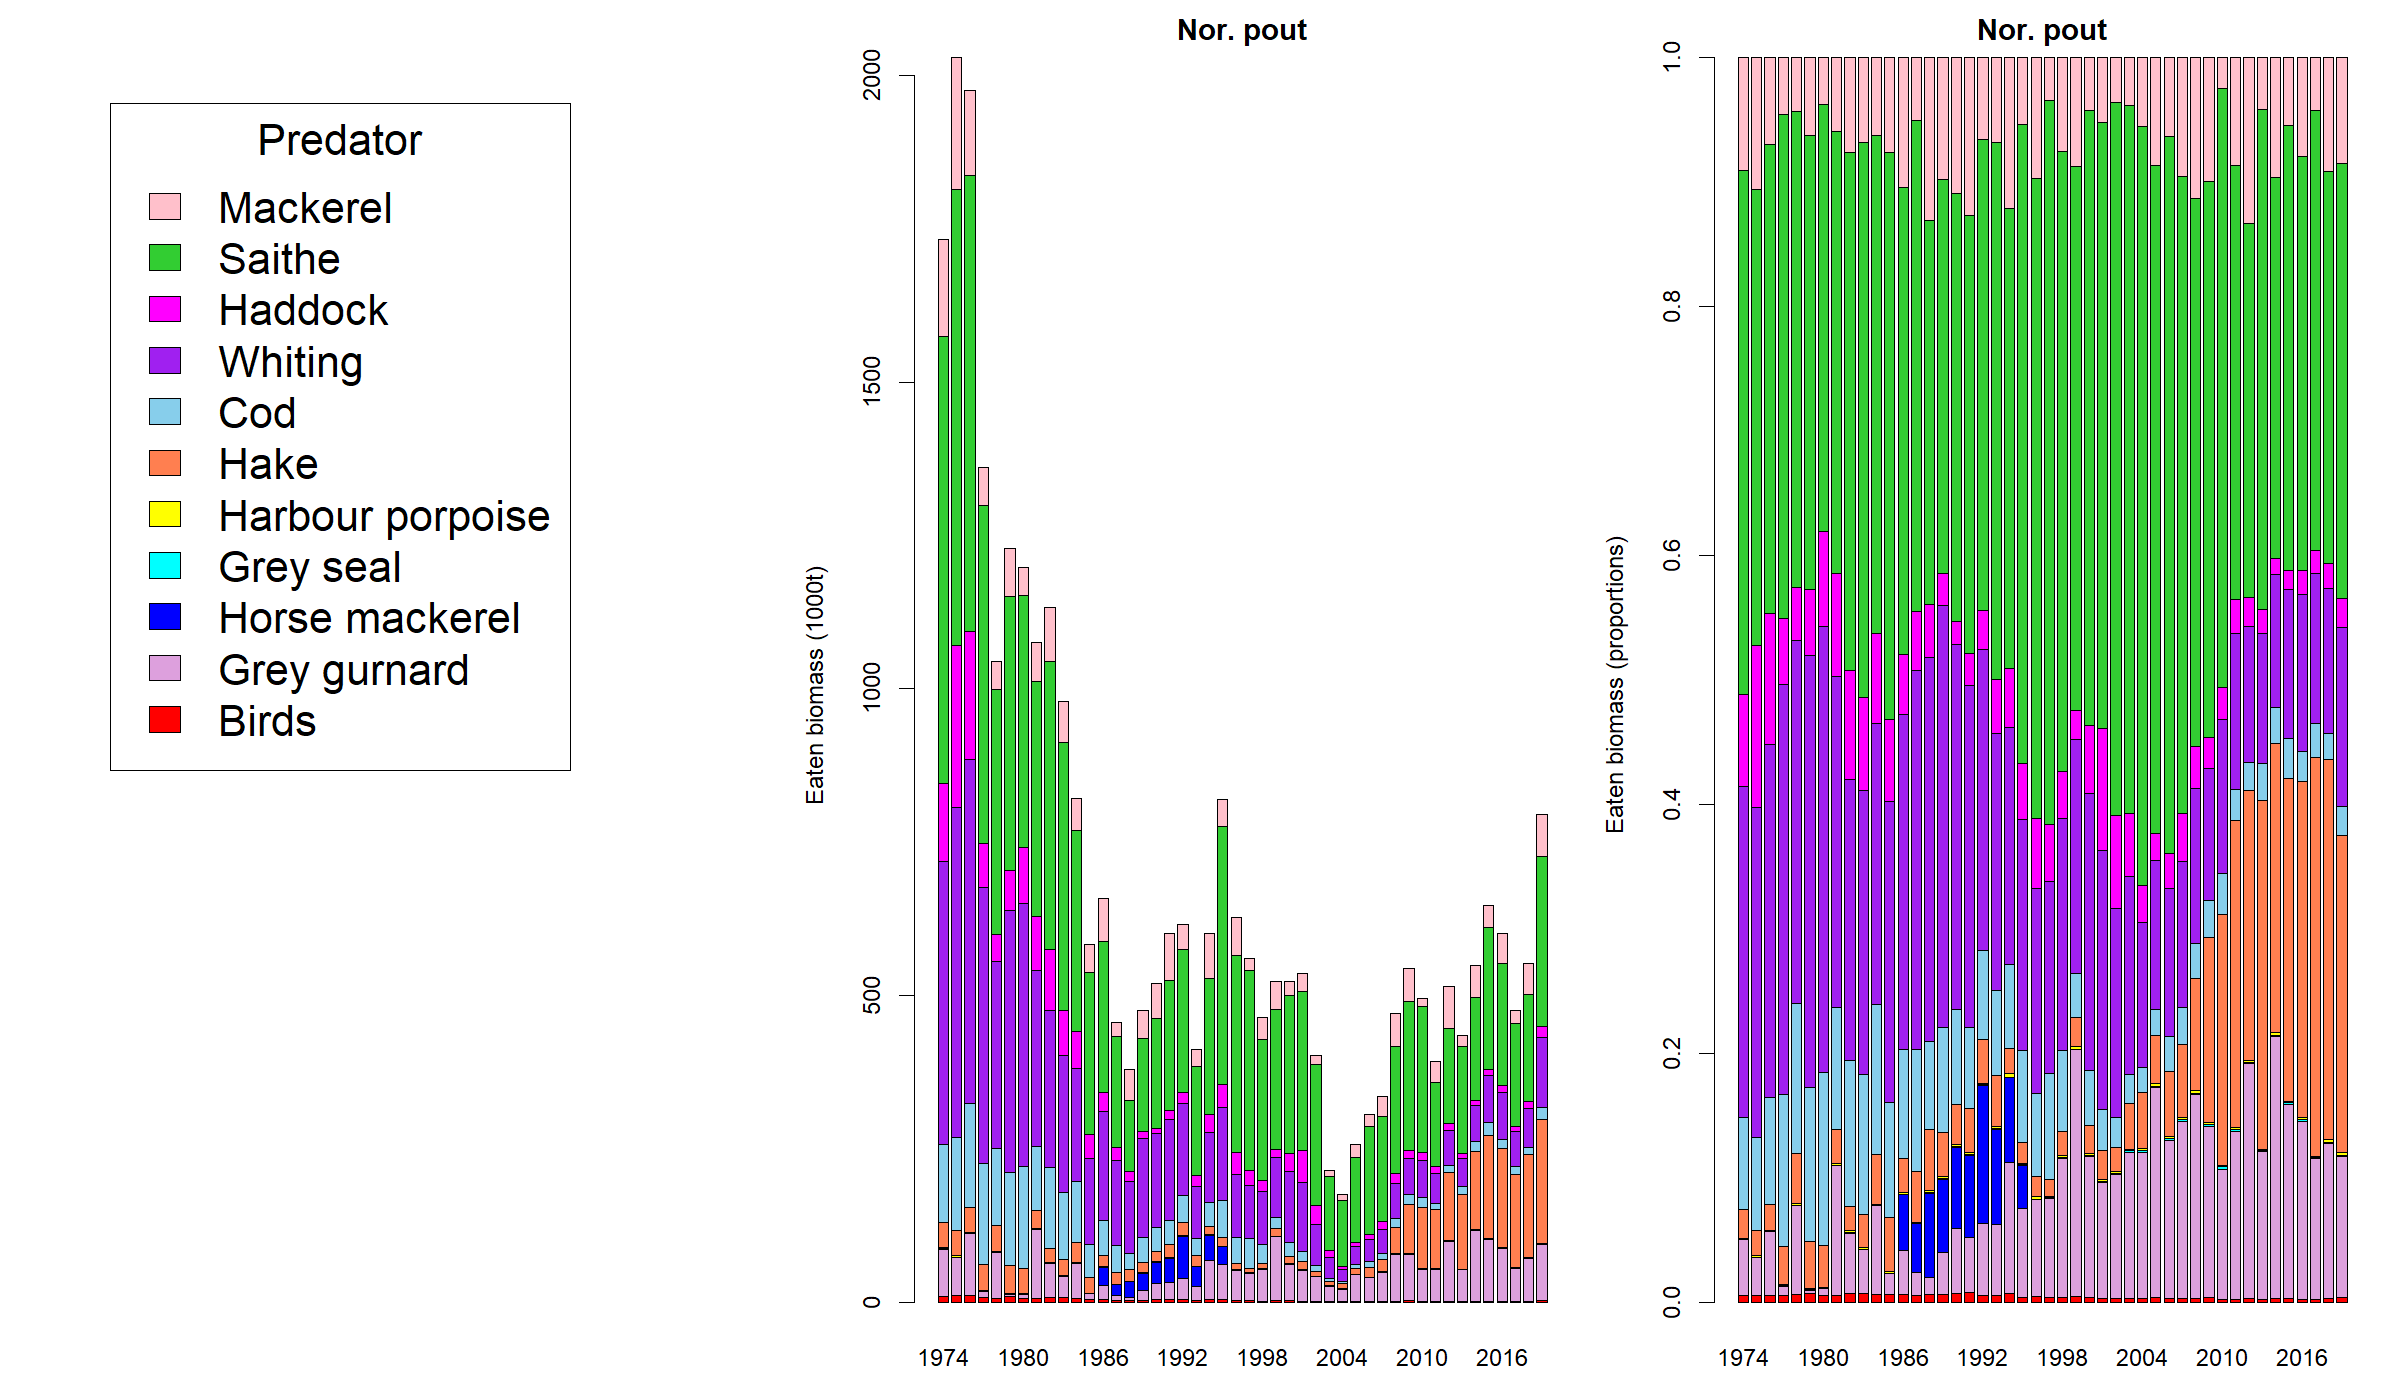 Predator
Mackerel
Saithe
Haddock
Whiting
Cod
Hake
Harbour porpoise
Grey seal
Horse mackerel
Grey gurnard
Birds
Nor. pout
Eaten biomass (1000t)
2000
1500
1000
500
0
1974 1980 1986 1992 1998 2004 2010 2016
Nor. pout
Eaten biomass (proportions)
1.0
0.8
0.6
0.4
0.2
0.0
1974 1980 1986 1992 1998 2004 2010 2016